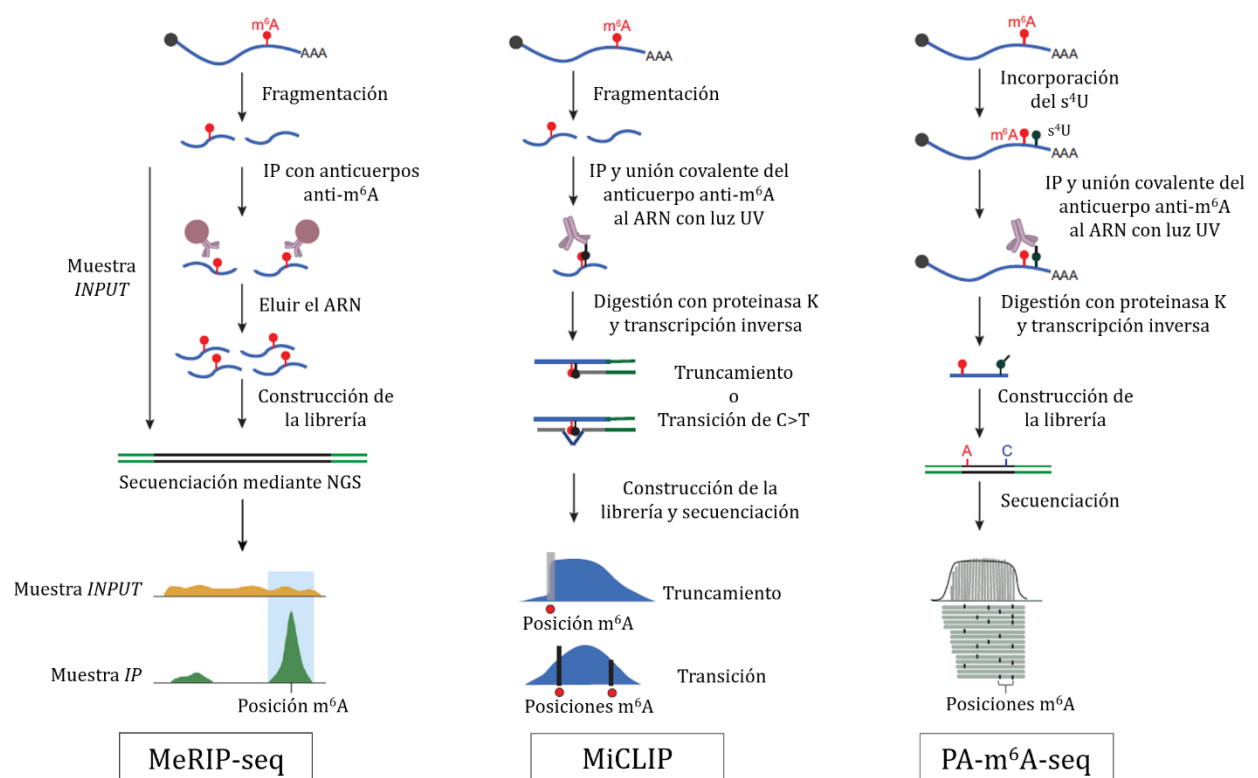 m⁶A
AAA
Fragmentación
IP con anticuerpos
anti-m⁶A
Muestra
INPUT
Eluir el ARN
Construcción de
la librería
Secuenciación mediante NGS
Muestra INPUT
Muestra IP
Posición m⁶A
MeRIP-seq
m⁶A
AAA
Fragmentación
IP y unión covalente del
anticuerpo anti-m⁶A
al ARN con luz UV
Digestión con proteinasa K
y transcripción inversa
Truncamiento
o
Transición de C>T
Construcción de la
librería y secuenciación
Truncamiento
Posición m⁶A
Transición
Posiciones m⁶A
MiCLIP
m⁶A
AAA
Incorporación
del s⁴U
m⁶A
s⁴U
AAA
IP y unión covalente del
anticuerpo anti-m⁶A
al ARN con luz UV
AAA
Digestión con proteinasa K
y transcripción inversa
Construcción de
la librería
A
C
Secuenciación
Posiciones m⁶A
PA-m⁶A-seq